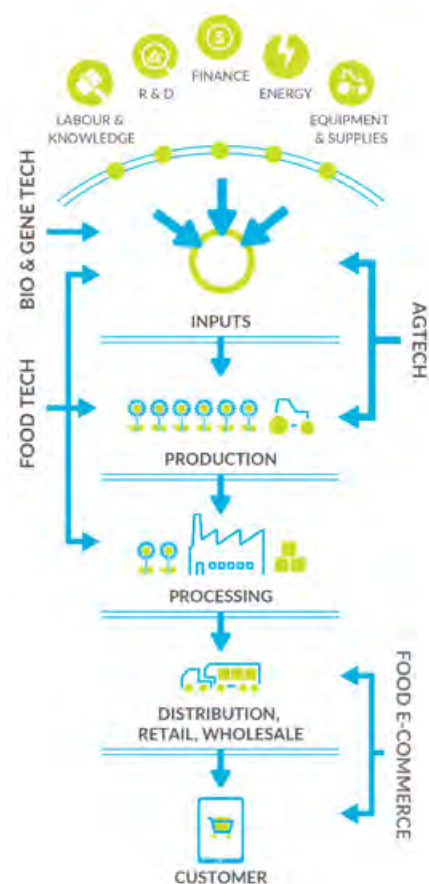 FINANCE
R & D
ENERGY
LABOUR &
KNOWLEDGE
EQUIPMENT
& SUPPLIES
BIO & GENE TECH
INPUTS
AGTECH
FOOD TECH
PRODUCTION
PROCESSING
DISTRIBUTION,
RETAIL, WHOLESALE
FOOD E-COMMERCE
CUSTOMER